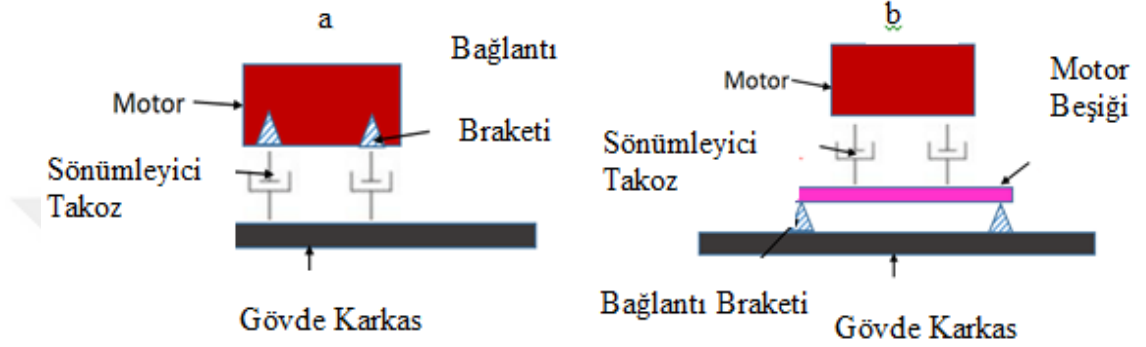 a
Bağlantı
Motor
Braketi
Sönümleyici
Takoz
Gövde Karkas
b
Motor
Motor
Beşiği
Sönümleyici
Takoz
Bağlantı Braketi
Gövde Karkas